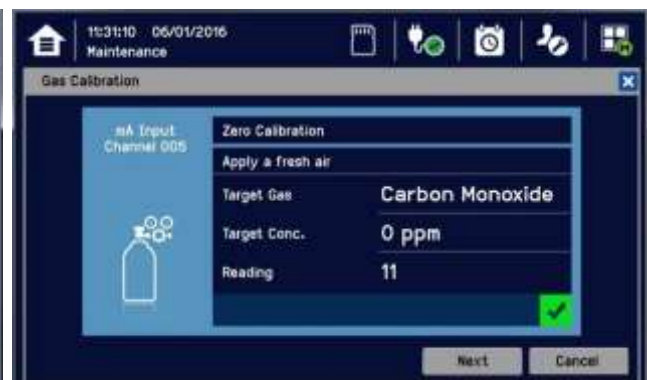 11:31:10 06/01/2016
Maintenance
Gas Calibration
mA Input
Channel 005
Zero Calibration
Apply a fresh air
Target Gas Carbon Monoxide
Target Conc. 0 ppm
Reading 11
Next Cancel